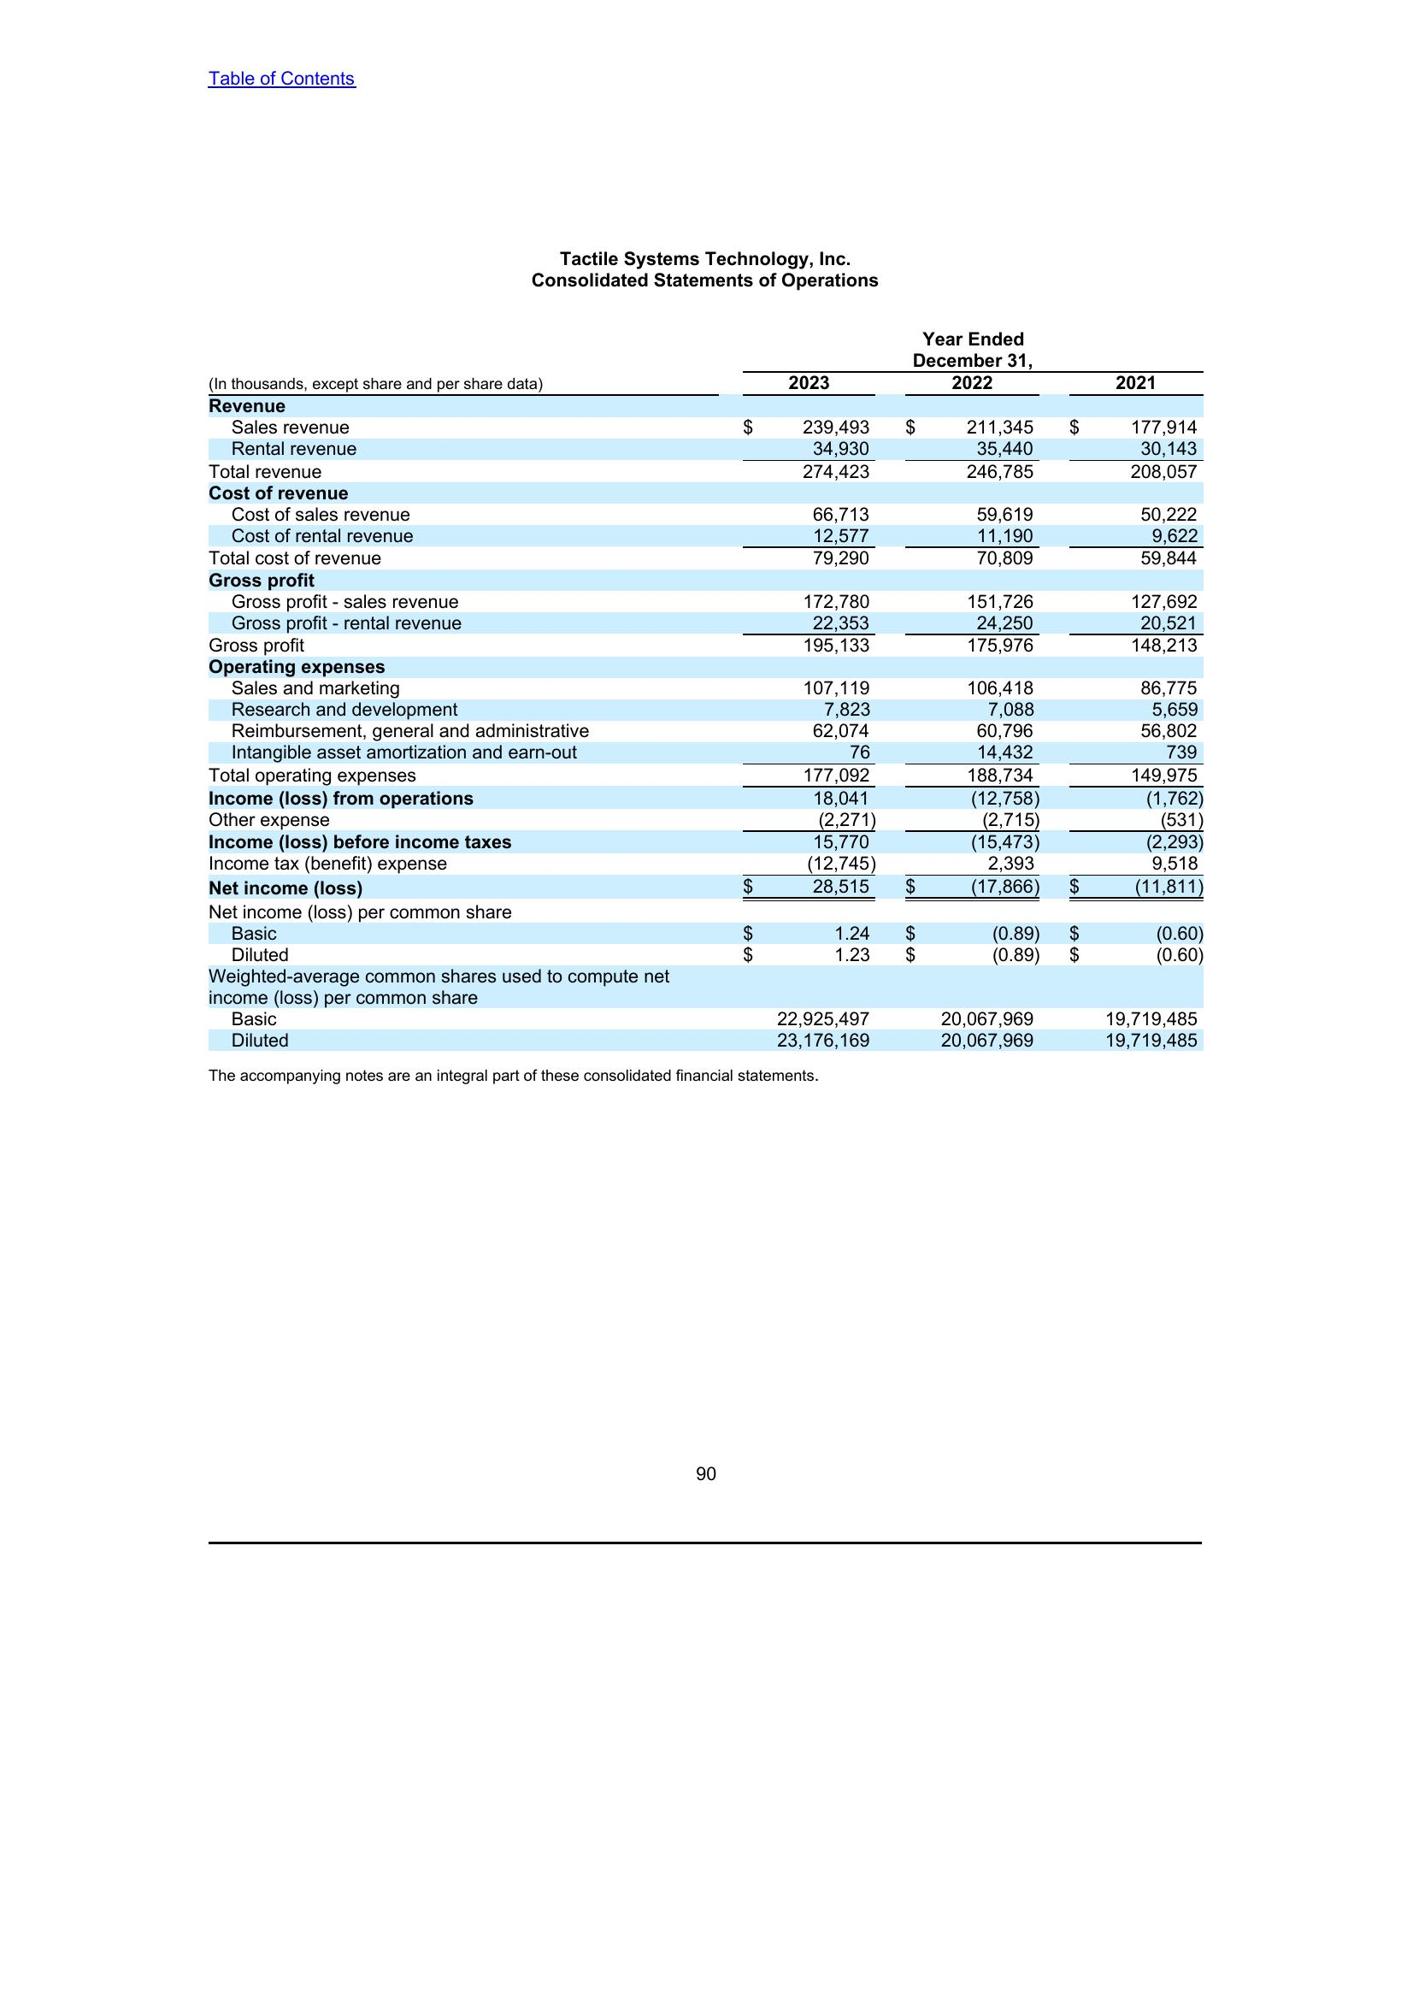 Table of Contents
Tactile Systems Technology, Inc.
Consolidated Statements of Operations
Year Ended
December 31,
(In thousands, except share and per share data) 2023 2022 2021
Revenue
Sales revenue $ 239,493 $ 211,345 $ 177,914
Rental revenue 34,930 35,440 30,143
Total revenue 274,423 246,785 208,057
Cost of revenue
Cost of sales revenue 66,713 59,619 50,222
Cost of rental revenue 12,577 11,190 9,622
Total cost of revenue 79,290 70,809 59,844
Gross profit
Gross profit - sales revenue 172,780 151,726 127,692
Gross profit - rental revenue 22,353 24,250 20,521
Gross profit 195,133 175,976 148,213
Operating expenses
Sales and marketing 107,119 106,418 86,775
Research and development 7,823 7,088 5,659
Reimbursement, general and administrative 62,074 60,796 56,802
Intangible asset amortization and earn-out 76 14,432 739
Total operating expenses 177,092 188,734 149,975
Income (loss) from operations 18,041 (12,758) (1,762)
Other expense (2,271) (2,715) (531)
Income (loss) before income taxes 15,770 (15,473) (2,293)
Income tax (benefit) expense (12,745) 2,393 9,518
Net income (loss) $ 28,515 $ (17,866) $ (11,811)
Net income (loss) per common share
Basic $ 1.24 $ (0.89) $ (0.60)
Diluted $ 1.23 $ (0.89) $ (0.60)
Weighted-average common shares used to compute net
income (loss) per common share
Basic 22,925,497 20,067,969 19,719,485
Diluted 23,176,169 20,067,969 19,719,485
The accompanying notes are an integral part of these consolidated financial statements.
90